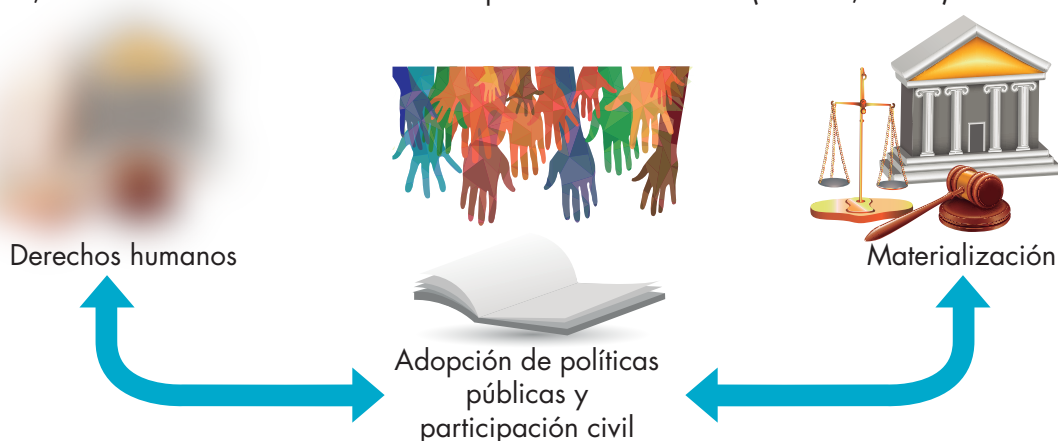 Derechos humanos
Materialización
Adopción de políticas
públicas y
participación civil